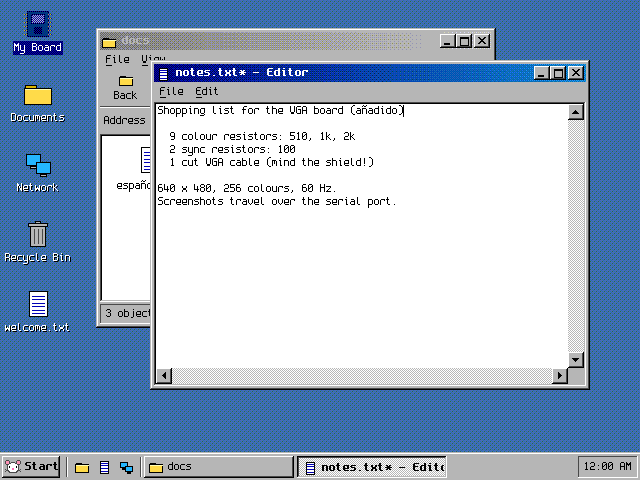 My Board
Documents
Network
Recycle Bin
welcome.txt
docs
File View
Back
Address
españo
3 object
notes.txt* - Editor
File Edit
Shopping list for the VGA board (añadido)
9 colour resistors: 510, 1k, 2k
2 sync resistors: 100
1 cut VGA cable (mind the shield!)
640 x 480, 256 colours, 60 Hz.
Screenshots travel over the serial port.
Start
docs
notes.txt* - Edito
12:00 AM